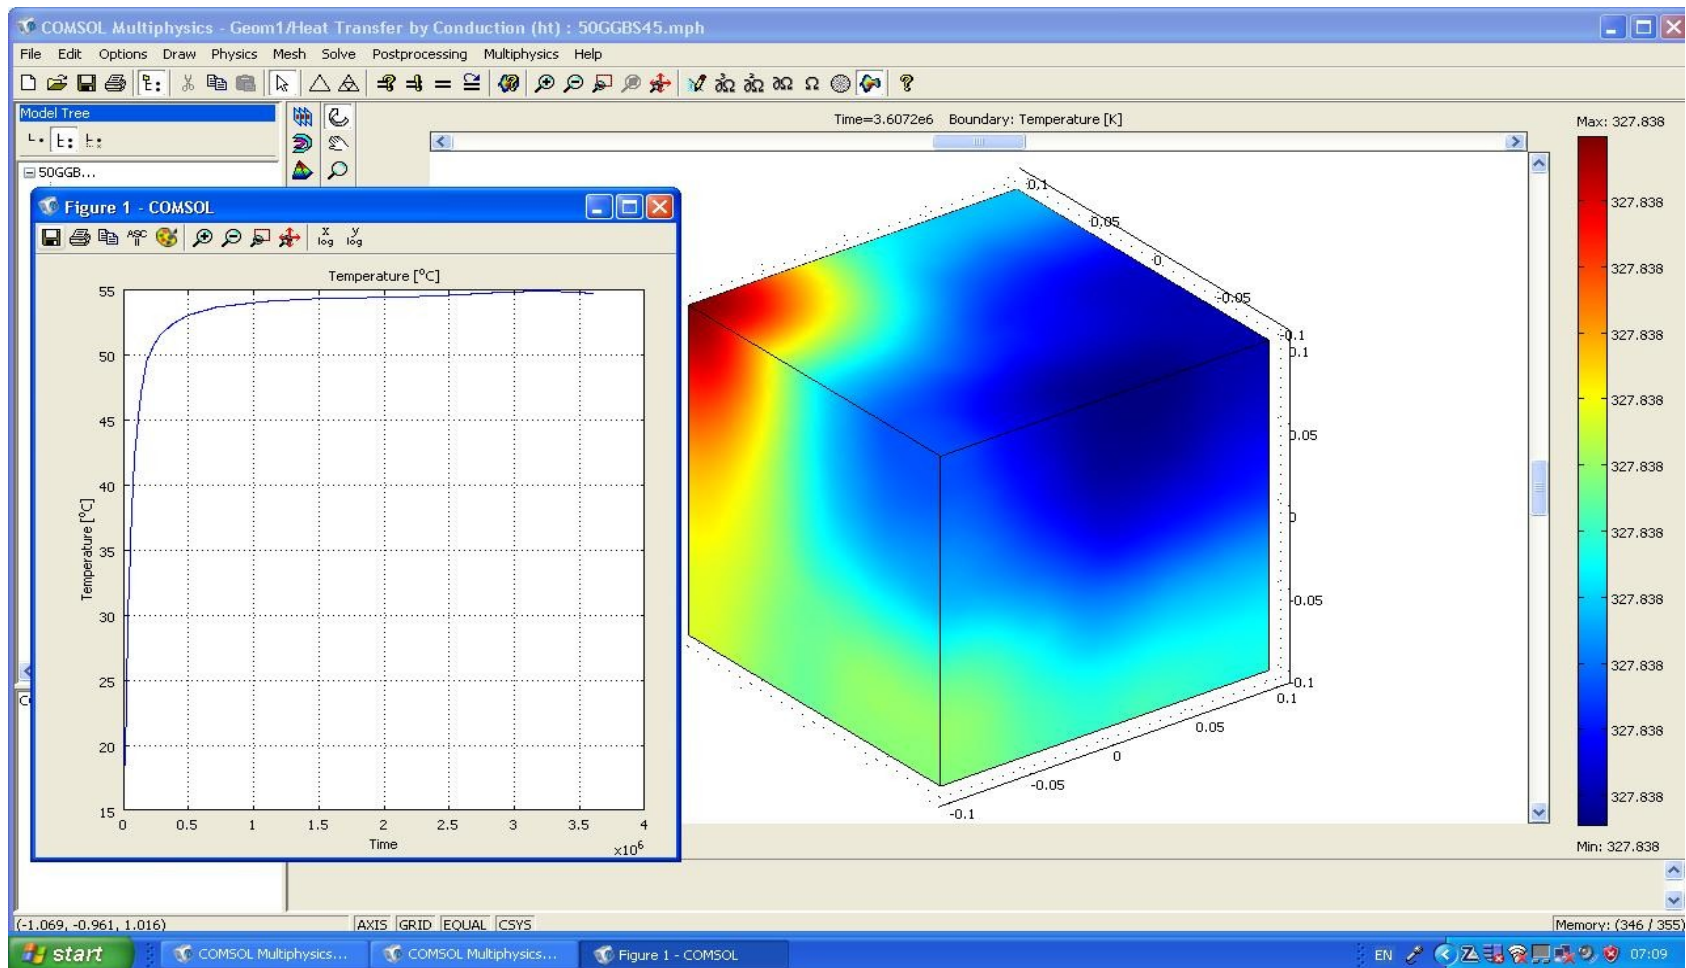 COMSOL Multiphysics - Geom1/Heat Transfer by Conduction (ht) : 50GGBS45.mph
File Edit Options Draw Physics Mesh Solve Postprocessing Multiphysics Help
Model Tree
50GGB...
Time=3.6072e6 Boundary: Temperature [K]
Max: 327.838
327.838
327.838
327.838
327.838
327.838
327.838
327.838
327.838
327.838
327.838
Min: 327.838
0.1
0.05
0
-0.05
-0.1
0.1
0.05
0
-0.05
-0.1
0.1
0.05
0
-0.05
-0.1
Figure 1 - COMSOL
ASC
x log y log
Temperature [°C]
55
50
45
40
35
30
25
20
15
Temperature [°C]
0 0.5 1 1.5 2 2.5 3 3.5 4
Time
x10⁶
(-1.069, -0.961, 1.016)
AXIS GRID EQUAL CSYS
Memory: (346 / 355)
start
COMSOL Multiphysics...
COMSOL Multiphysics...
Figure 1 - COMSOL
EN
07:09